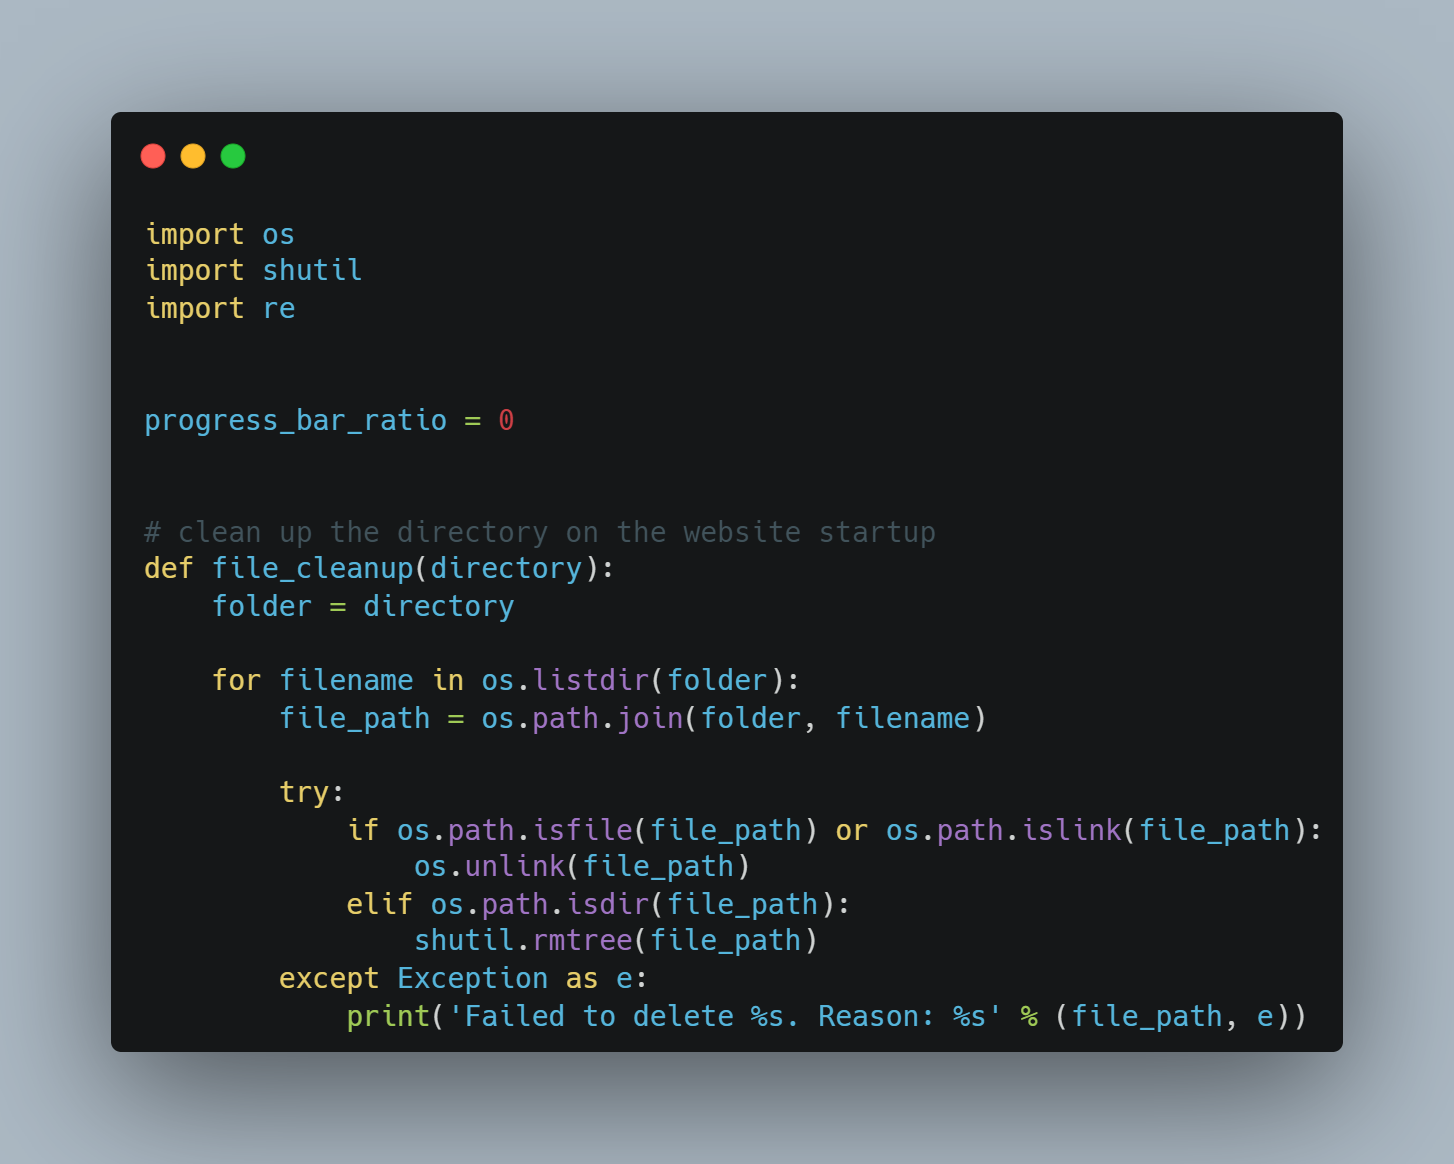 import os
import shutil
import re
progress_bar_ratio = 0
# clean up the directory on the website startup
def file_cleanup(directory):
    folder = directory
    for filename in os.listdir(folder):
        file_path = os.path.join(folder, filename)
        try:
            if os.path.isfile(file_path) or os.path.islink(file_path):
                os.unlink(file_path)
            elif os.path.isdir(file_path):
                shutil.rmtree(file_path)
        except Exception as e:
            print('Failed to delete %s. Reason: %s' % (file_path, e))